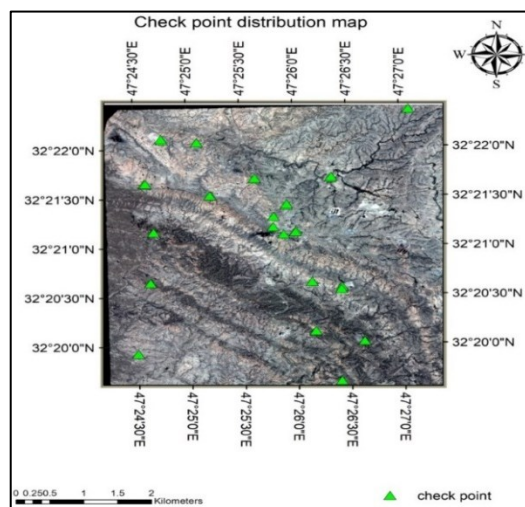 Check point distribution map
N
W E
S
47°24'30"E 47°25'0"E 47°25'30"E 47°26'0"E 47°26'30"E 47°27'0"E
32°22'0"N 32°22'0"N
32°21'30"N 32°21'30"N
32°21'0"N 32°21'0"N
32°20'30"N 32°20'30"N
32°20'0"N 32°20'0"N
47°24'30"E 47°25'0"E 47°25'30"E 47°26'0"E 47°26'30"E 47°27'0"E
0 0.25 0.5 1 1.5 2
Kilometers
check point